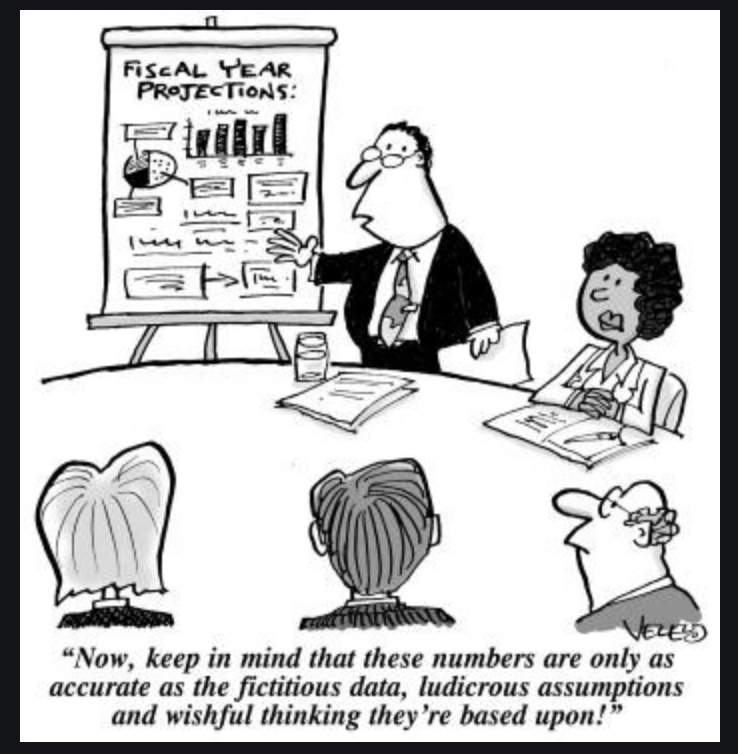 FISCAL YEAR
PROJECTIONS:
“Now, keep in mind that these numbers are only as
accurate as the fictitious data, ludicrous assumptions
and wishful thinking they’re based upon!”